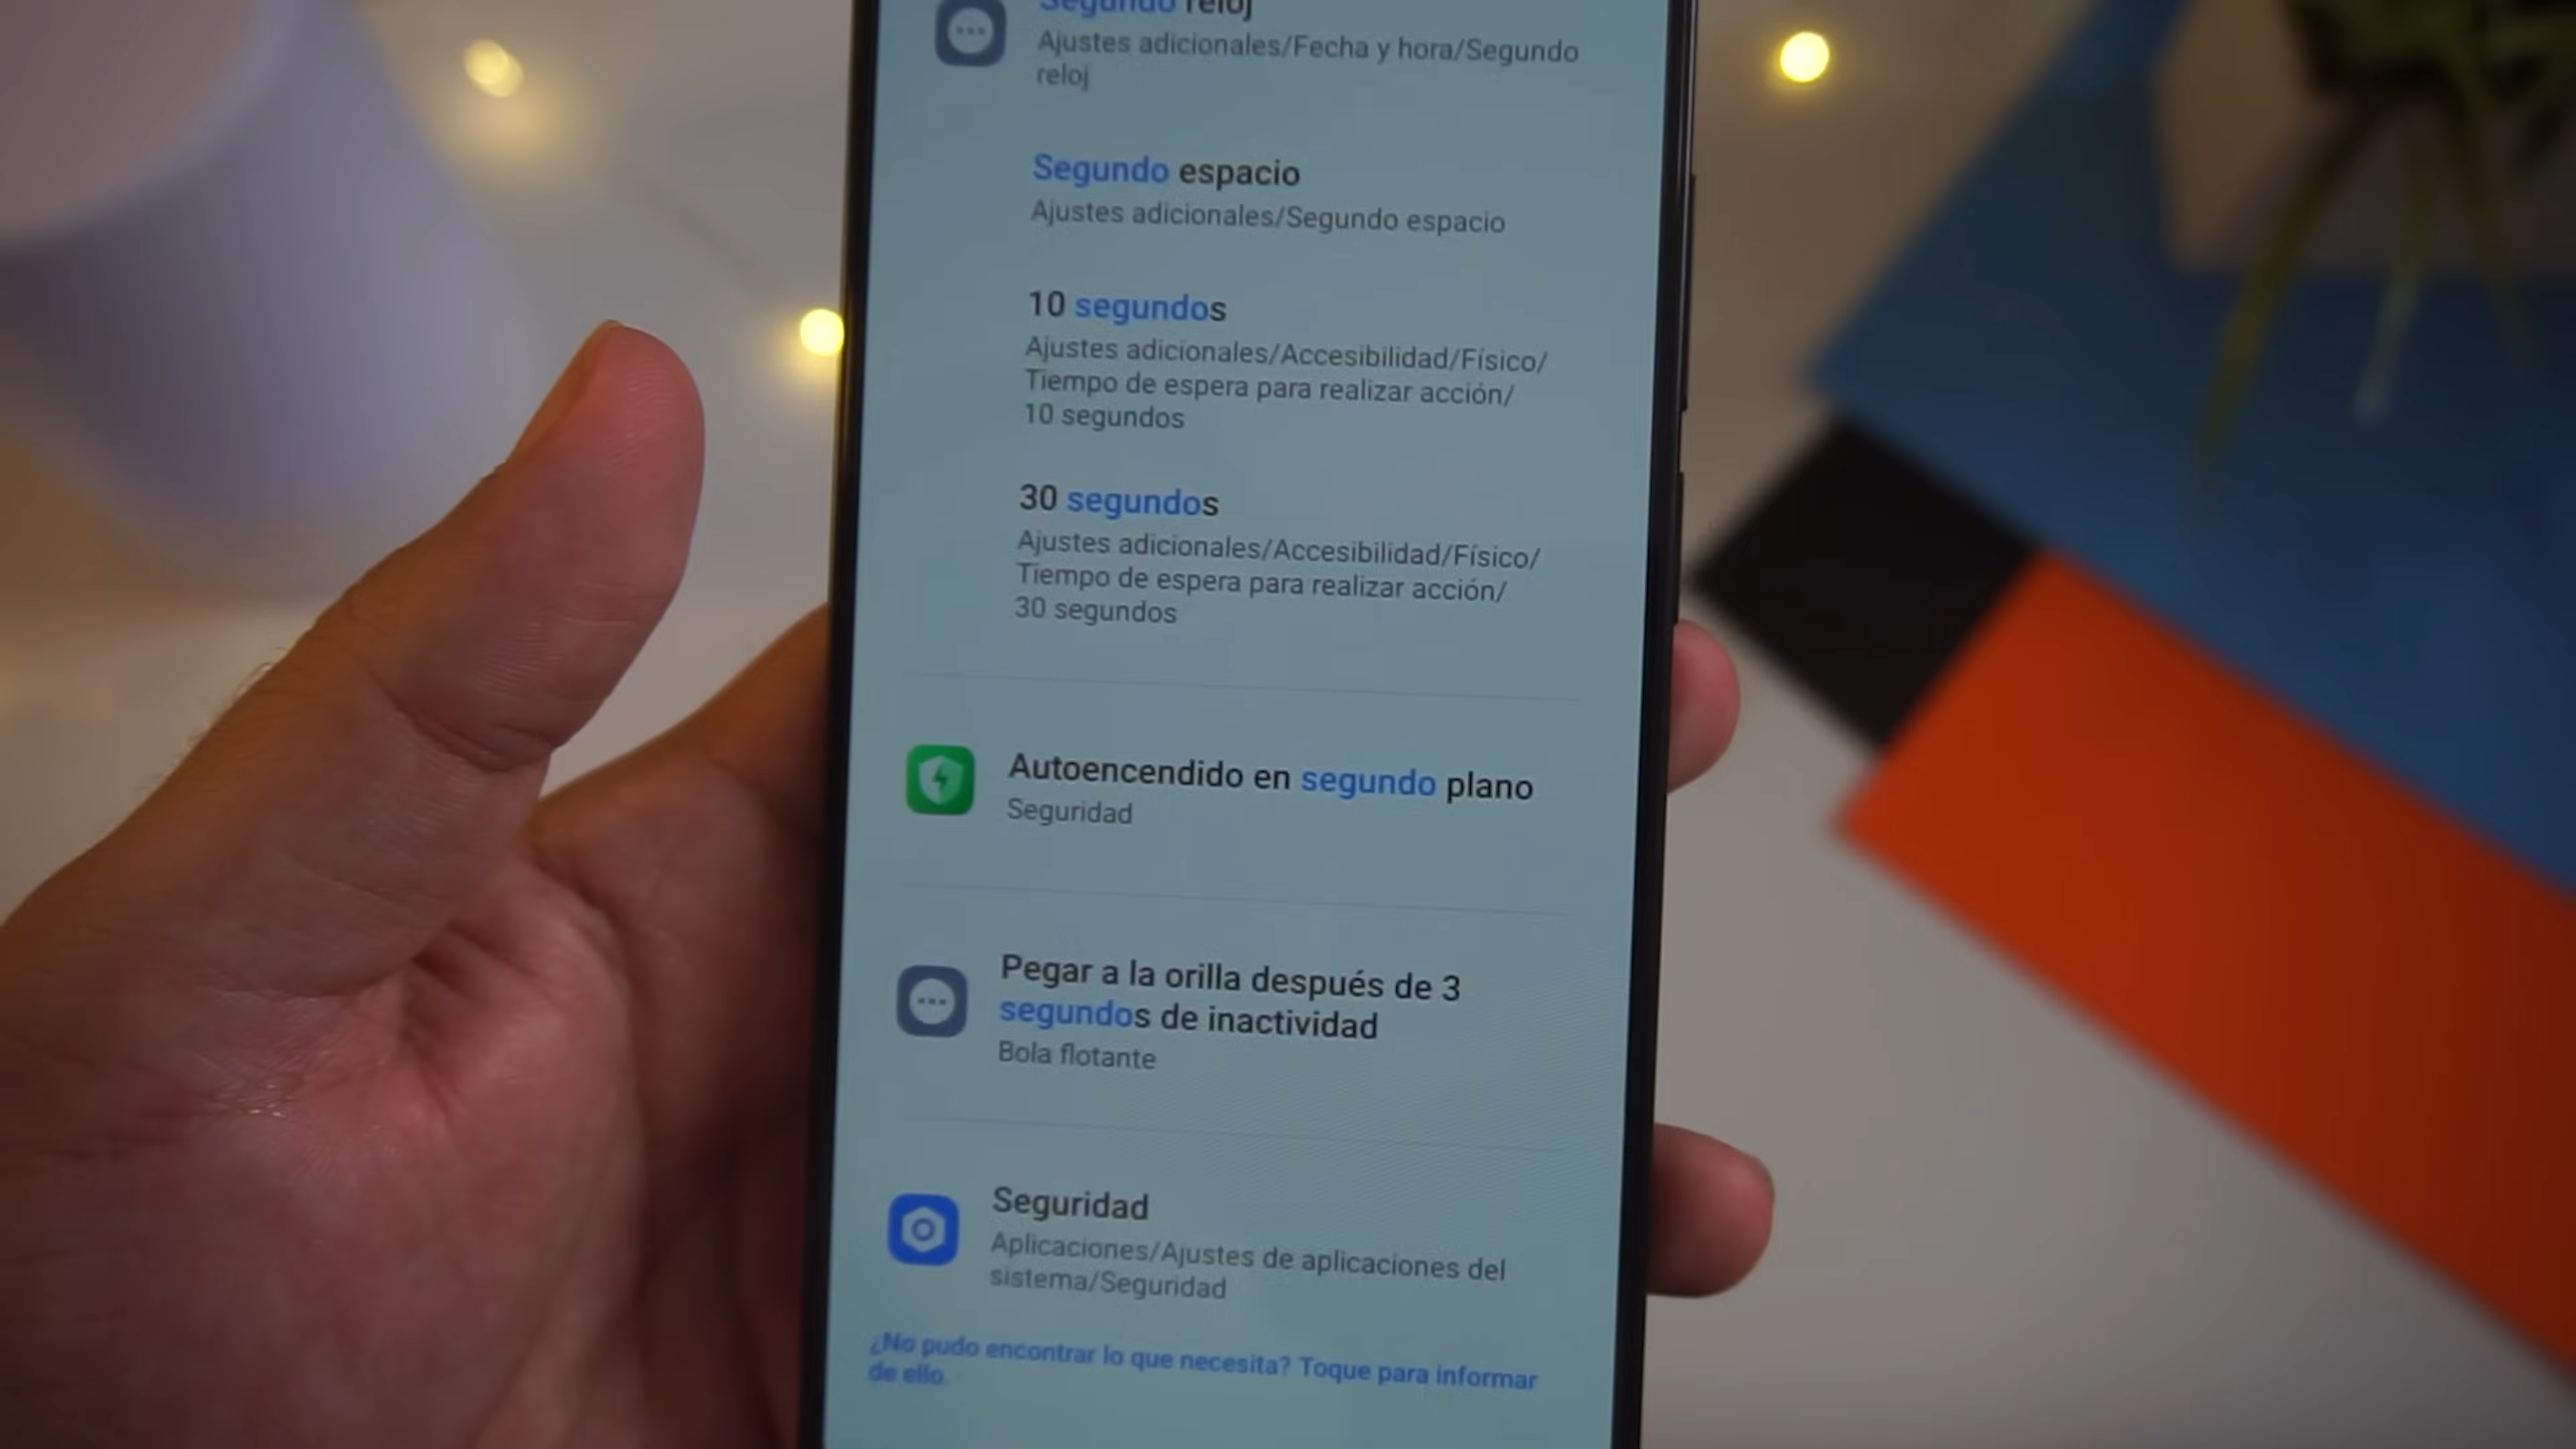 Segundo reloj
Ajustes adicionales/Fecha y hora/Segundo
reloj
Segundo espacio
Ajustes adicionales/Segundo espacio
10 segundos
Ajustes adicionales/Accesibilidad/Físico/
Tiempo de espera para realizar acción/
10 segundos
30 segundos
Ajustes adicionales/Accesibilidad/Físico/
Tiempo de espera para realizar acción/
30 segundos
Autoencendido en segundo plano
Seguridad
Pegar a la orilla después de 3
segundos de inactividad
Bola flotante
Seguridad
Aplicaciones/Ajustes de aplicaciones del
sistema/Seguridad
¿No pudo encontrar lo que necesita? Toque para informar
de ello